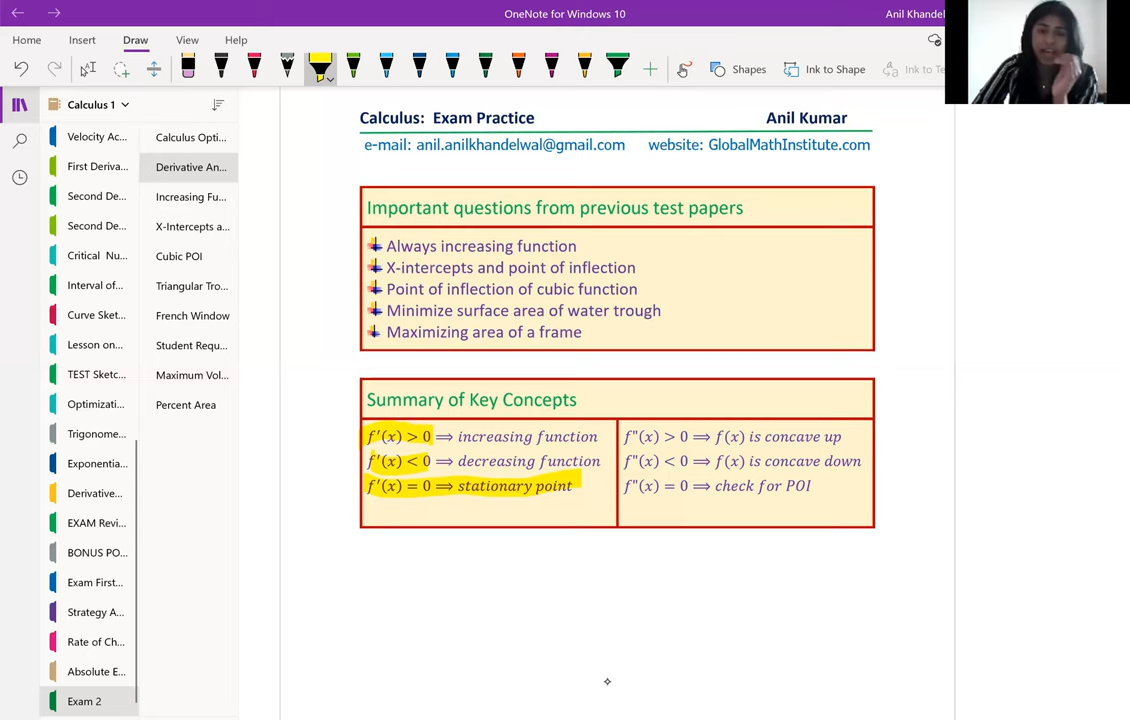 OneNote for Windows 10
Anil Khandel
Home Insert Draw View Help
Shapes Ink to Shape Ink to Te
Calculus 1
Velocity Ac...
First Deriva...
Second De...
Second De...
Critical Nu...
Interval of...
Curve Sket...
Lesson on...
TEST Sketc...
Optimizati...
Trigonome...
Exponentia...
Derivative...
EXAM Revi...
BONUS PO...
Exam First...
Strategy A...
Rate of Ch...
Absolute E...
Exam 2
Calculus Opti...
Derivative An...
Increasing Fu...
X-Intercepts a...
Cubic POI
Triangular Tro...
French Window
Student Requ...
Maximum Vol...
Percent Area
Calculus: Exam Practice Anil Kumar
e-mail: anil.anilkhandelwal@gmail.com website: GlobalMathInstitute.com
Important questions from previous test papers
Always increasing function
X-intercepts and point of inflection
Point of inflection of cubic function
Minimize surface area of water trough
Maximizing area of a frame
Summary of Key Concepts
f′(x) > 0 ⟹ increasing function
f′(x) < 0 ⟹ decreasing function
f′(x) = 0 ⟹ stationary point
f"(x) > 0 ⟹ f(x) is concave up
f"(x) < 0 ⟹ f(x) is concave down
f"(x) = 0 ⟹ check for POI